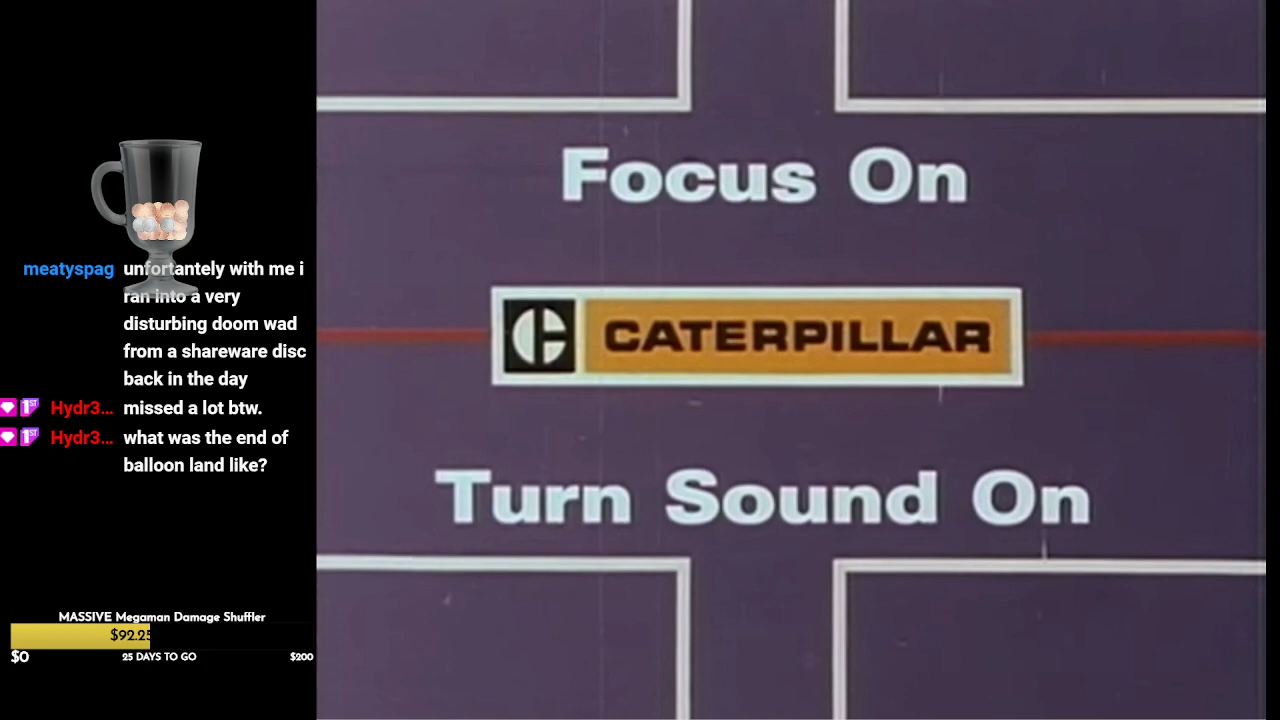 meatyspag unfortantely with me i
ran into a very
disturbing doom wad
from a shareware disc
back in the day
1ST Hydr3... missed a lot btw.
1ST Hydr3... what was the end of
balloon land like?
MASSIVE Megaman Damage Shuffler
$92.25
$0 25 DAYS TO GO $200
Focus On
C CATERPILLAR
Turn Sound On